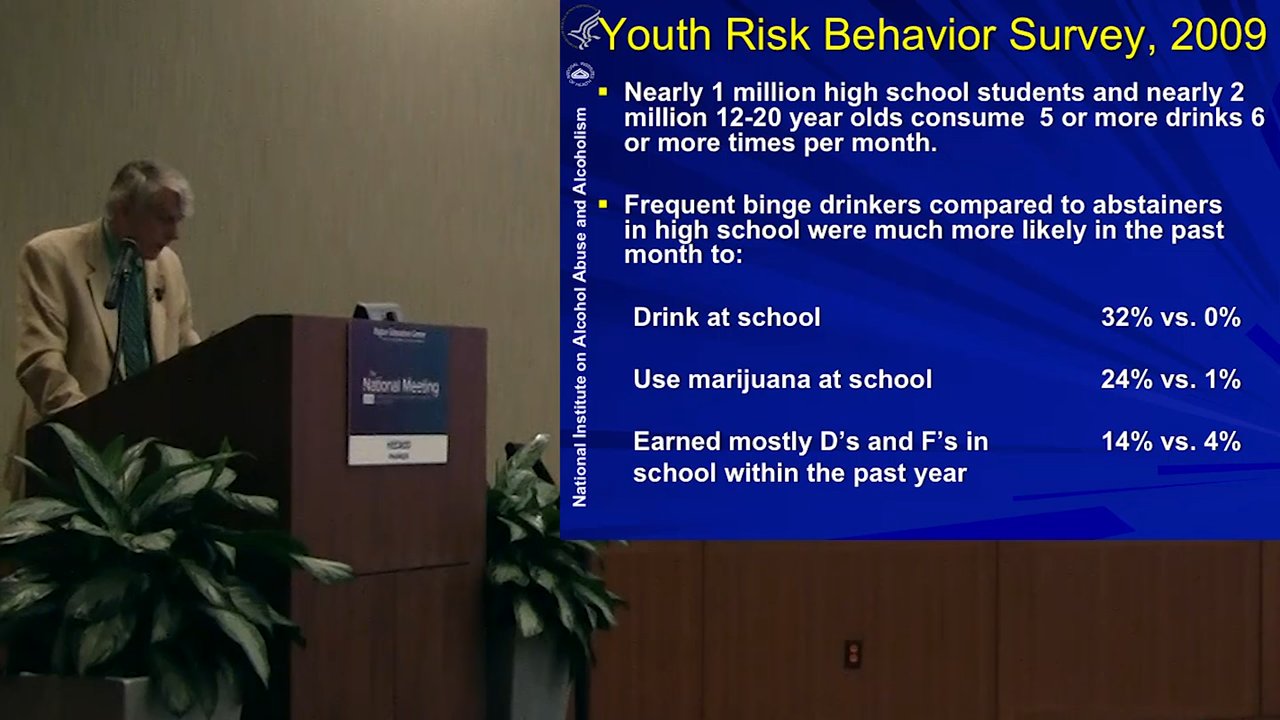 Youth Risk Behavior Survey, 2009
Nearly 1 million high school students and nearly 2
million 12-20 year olds consume 5 or more drinks 6
or more times per month.
Frequent binge drinkers compared to abstainers
in high school were much more likely in the past
month to:
Drink at school 32% vs. 0%
Use marijuana at school 24% vs. 1%
Earned mostly D's and F's in 14% vs. 4%
school within the past year
National Institute on Alcohol Abuse and Alcoholism
National Meeting